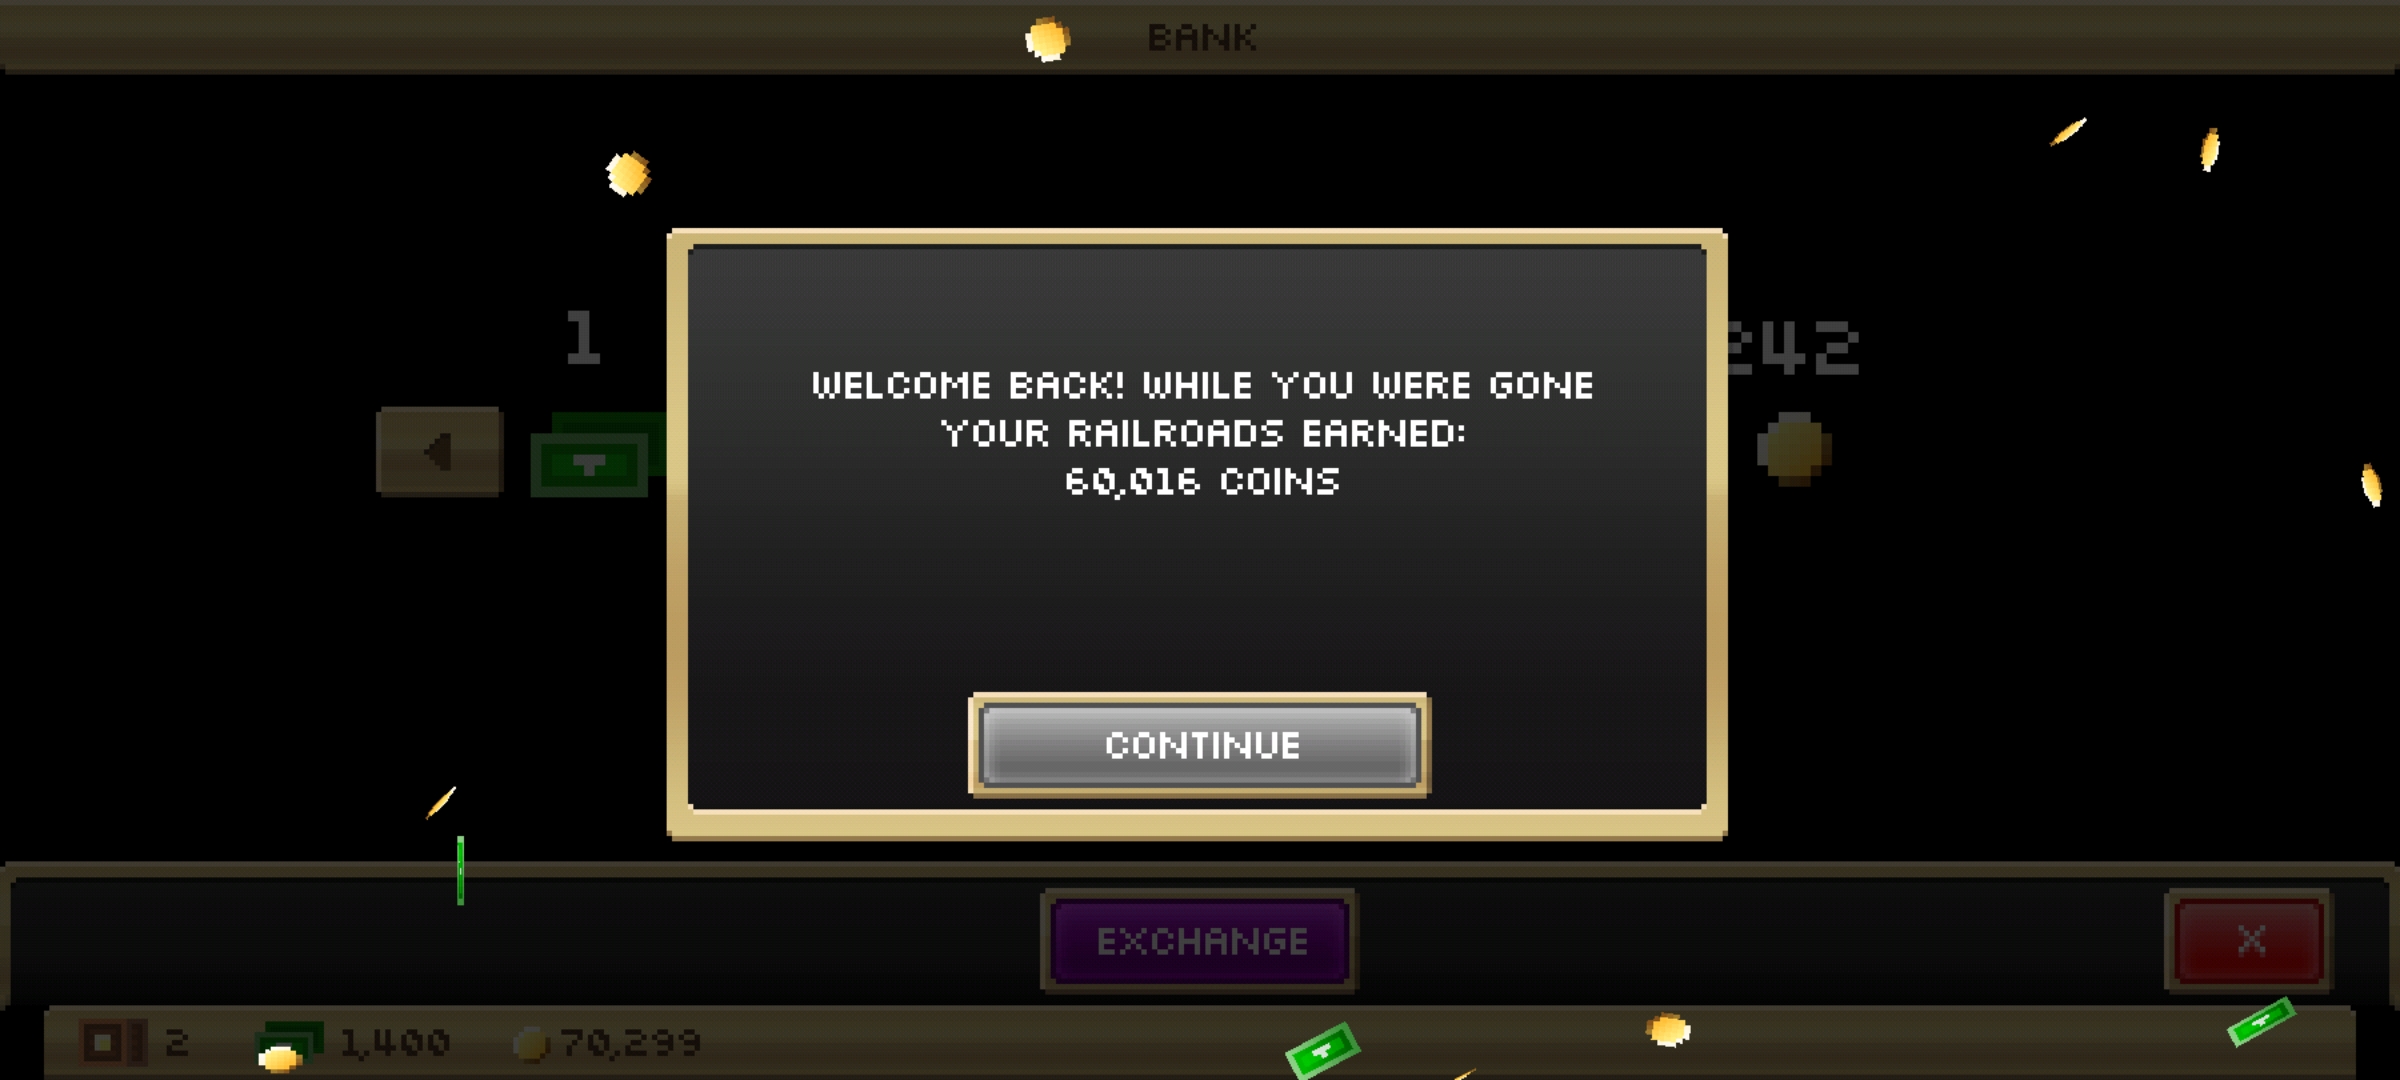 BANK
1
242
WELCOME BACK! WHILE YOU WERE GONE
YOUR RAILROADS EARNED:
60,016 COINS
CONTINUE
EXCHANGE
X
2 1,400 70,299